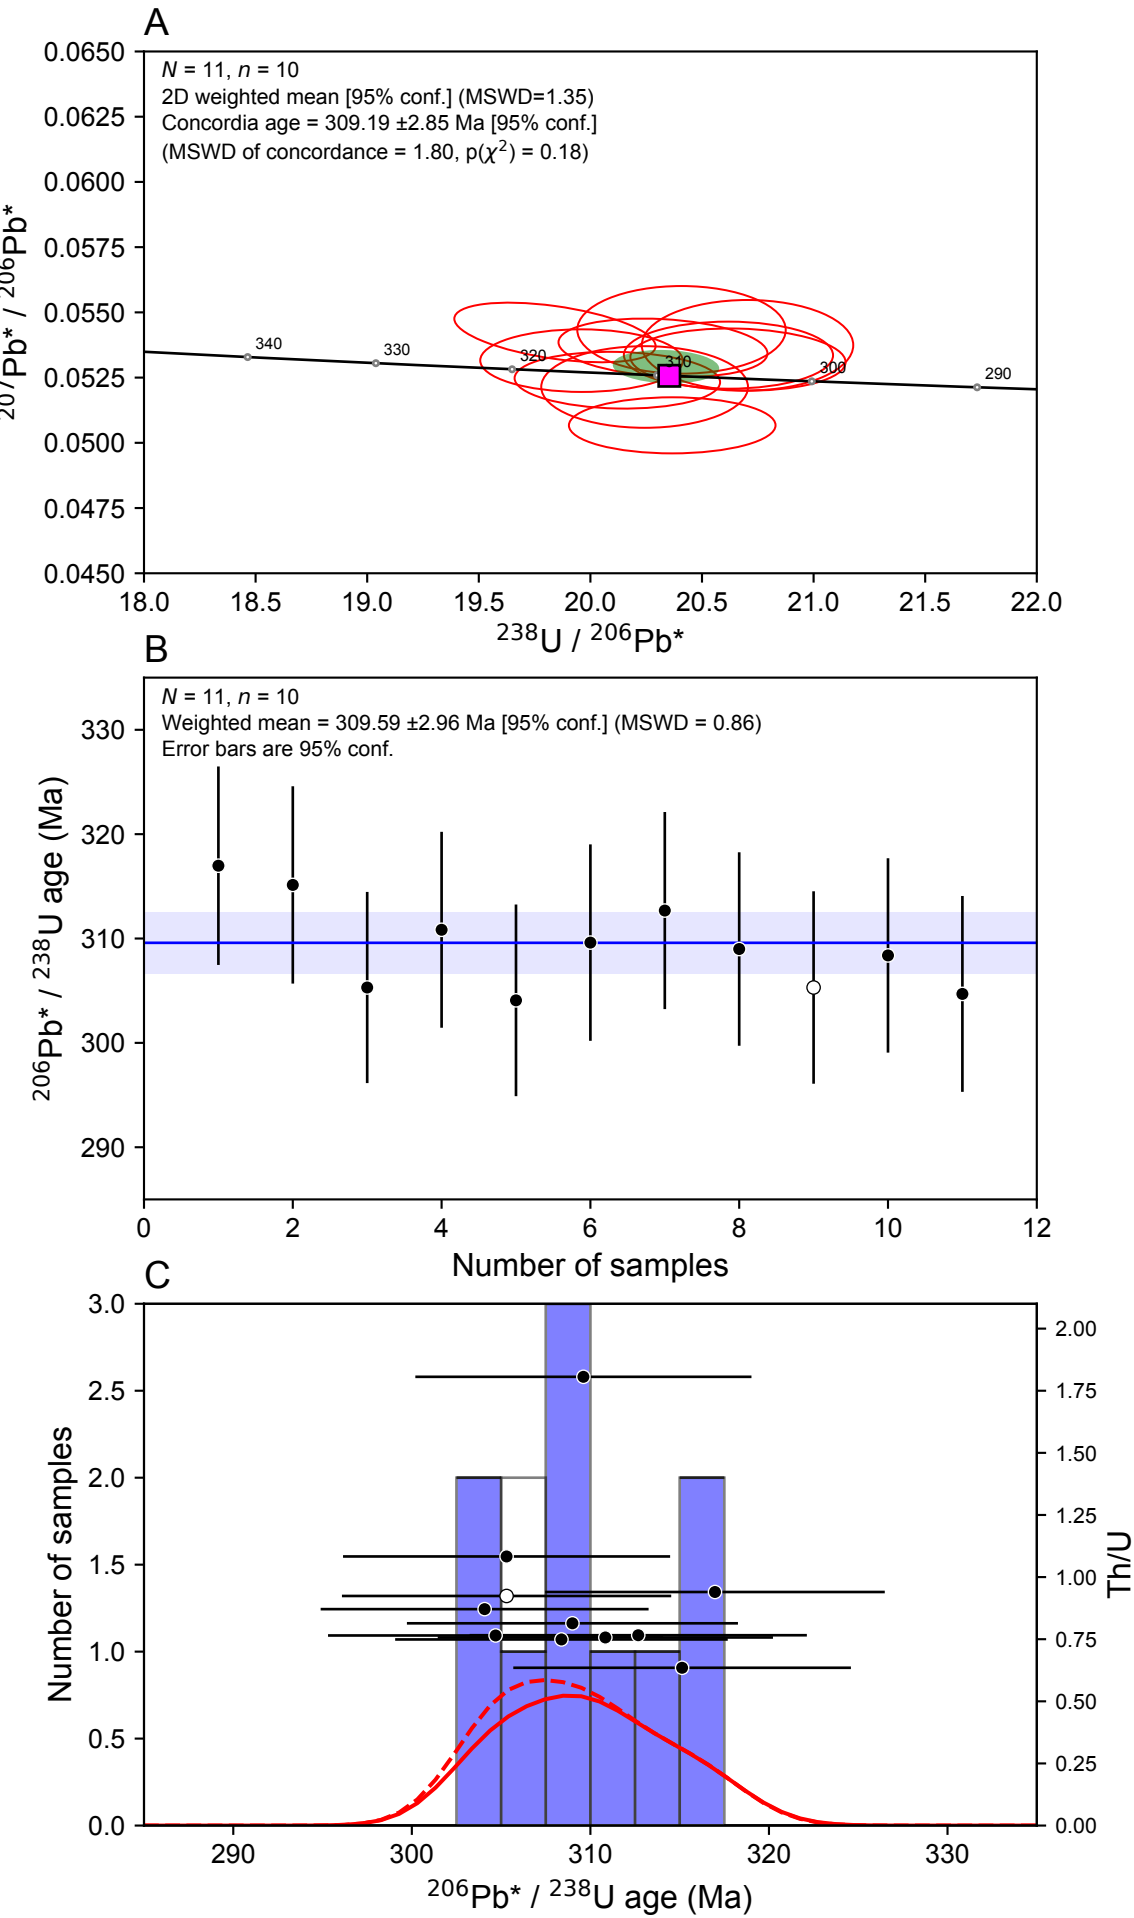 A
0.0650
0.0625
0.0600
0.0575
0.0550
0.0525
0.0500
0.0475
0.0450
²⁰⁷Pb* / ²⁰⁶Pb*
N = 11, n = 10
2D weighted mean [95% conf.] (MSWD=1.35)
Concordia age = 309.19 ±2.85 Ma [95% conf.]
(MSWD of concordance = 1.80, p(χ²) = 0.18)
340
330
320
310
300
290
18.0 18.5 19.0 19.5 20.0 20.5 21.0 21.5 22.0
²³⁸U / ²⁰⁶Pb*
B
330
320
310
300
290
²⁰⁶Pb* / ²³⁸U age (Ma)
N = 11, n = 10
Weighted mean = 309.59 ±2.96 Ma [95% conf.] (MSWD = 0.86)
Error bars are 95% conf.
0 2 4 6 8 10 12
Number of samples
C
3.0
2.5
2.0
1.5
1.0
0.5
0.0
Number of samples
2.00
1.75
1.50
1.25
1.00
0.75
0.50
0.25
0.00
Th/U
290 300 310 320 330
²⁰⁶Pb* / ²³⁸U age (Ma)